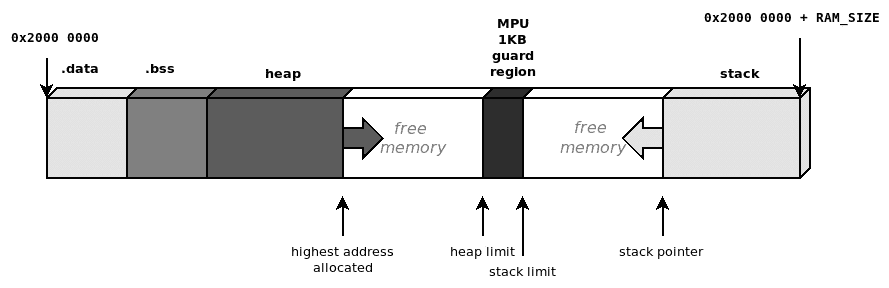 0x2000 0000 + RAM_SIZE
MPU
1KB
guard
region
0x2000 0000
.data
.bss
heap
stack
free
memory
free
memory
highest address
allocated
heap limit
stack limit
stack pointer